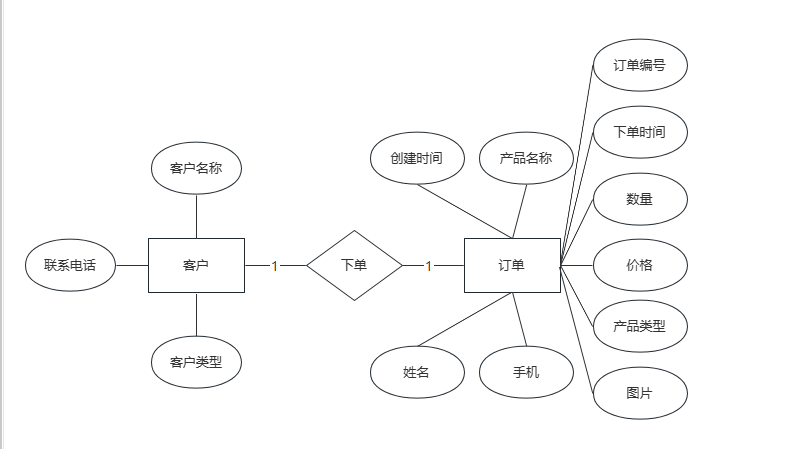 订单编号
下单时间
创建时间
产品名称
客户名称
数量
联系电话
客户
1
下单
1
订单
价格
产品类型
客户类型
姓名
手机
图片